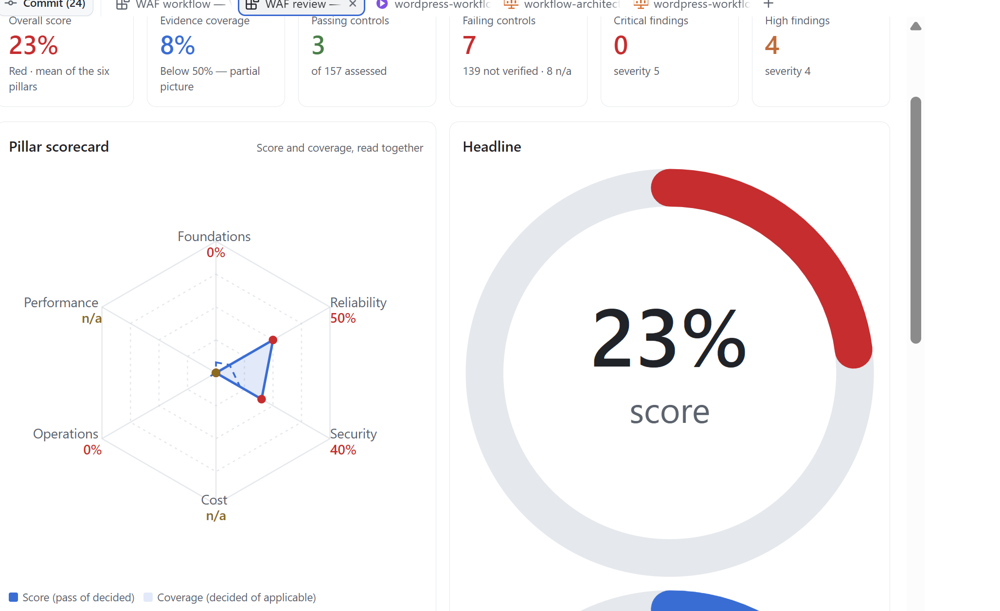 Commit (24)
WAF workflow —
WAF review —
wordpress-workflo
workflow-architect
wordpress-workflo
Overall score
23%
Red · mean of the six
pillars
Evidence coverage
8%
Below 50% — partial
picture
Passing controls
3
of 157 assessed
Failing controls
7
139 not verified · 8 n/a
Critical findings
0
severity 5
High findings
4
severity 4
Pillar scorecard
Score and coverage, read together
Foundations
0%
Performance
n/a
Reliability
50%
Operations
0%
Security
40%
Cost
n/a
Score (pass of decided)
Coverage (decided of applicable)
Headline
23%
score